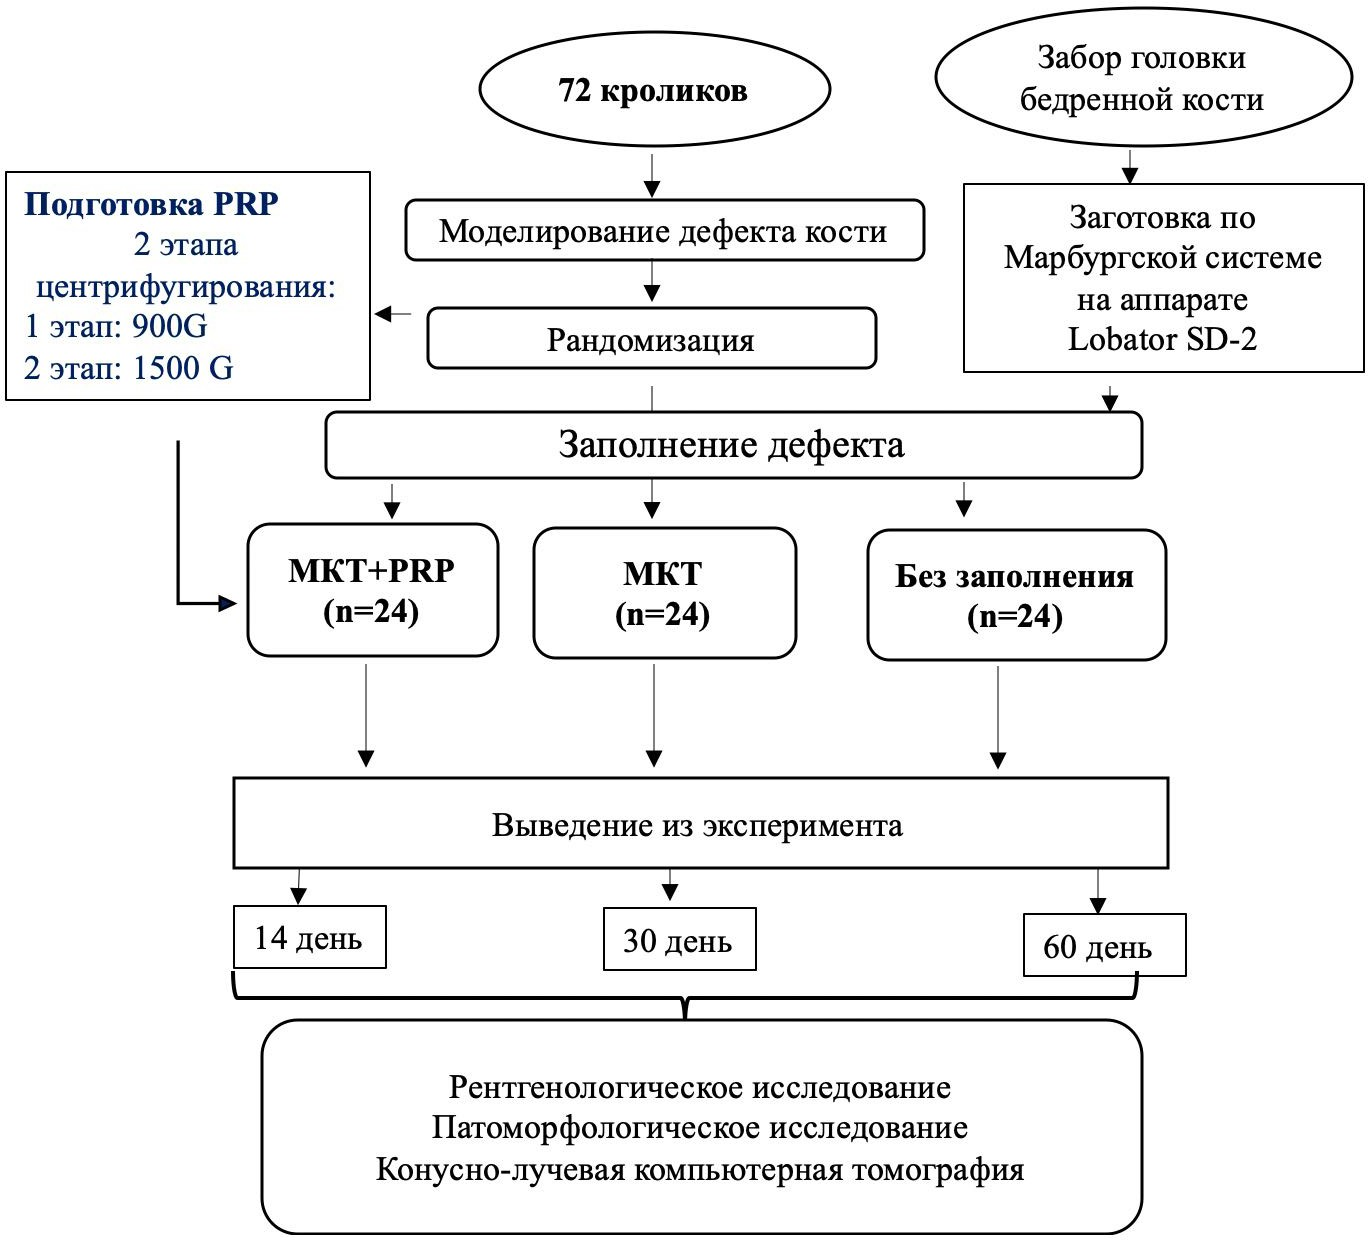 72 кроликов
Забор головки
бедренной кости
Подготовка PRP
2 этапа
центрифугирования:
1 этап: 900G
2 этап: 1500 G
Моделирование дефекта кости
Заготовка по
Марбургской системе
на аппарате
Lobator SD-2
Рандомизация
Заполнение дефекта
МКТ+PRP
(n=24)
МКТ
(n=24)
Без заполнения
(n=24)
Выведение из эксперимента
14 день
30 день
60 день
Рентгенологическое исследование
Патоморфологическое исследование
Конусно-лучевая компьютерная томография